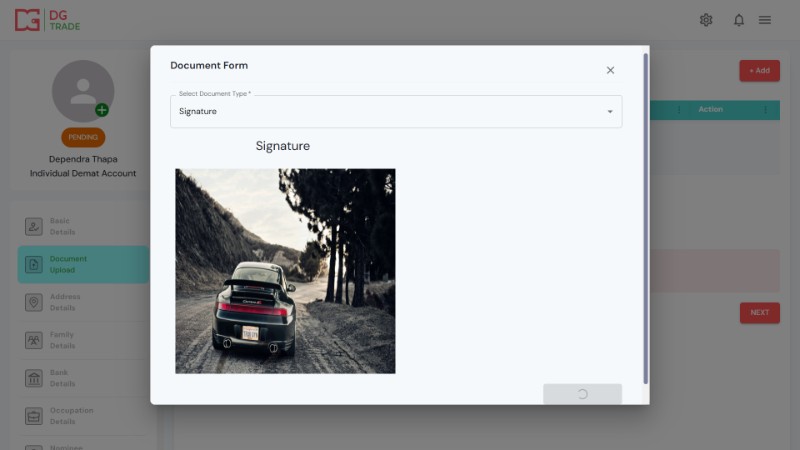 DG
TRADE
Document Form
Select Document Type *
Signature
Signature
+ Add
Action
PENDING
Dependra Thapa
Individual Demat Account
Basic
Details
Document
Upload
Address
Details
Family
Details
Bank
Details
Occupation
Details
Nominee
NEXT